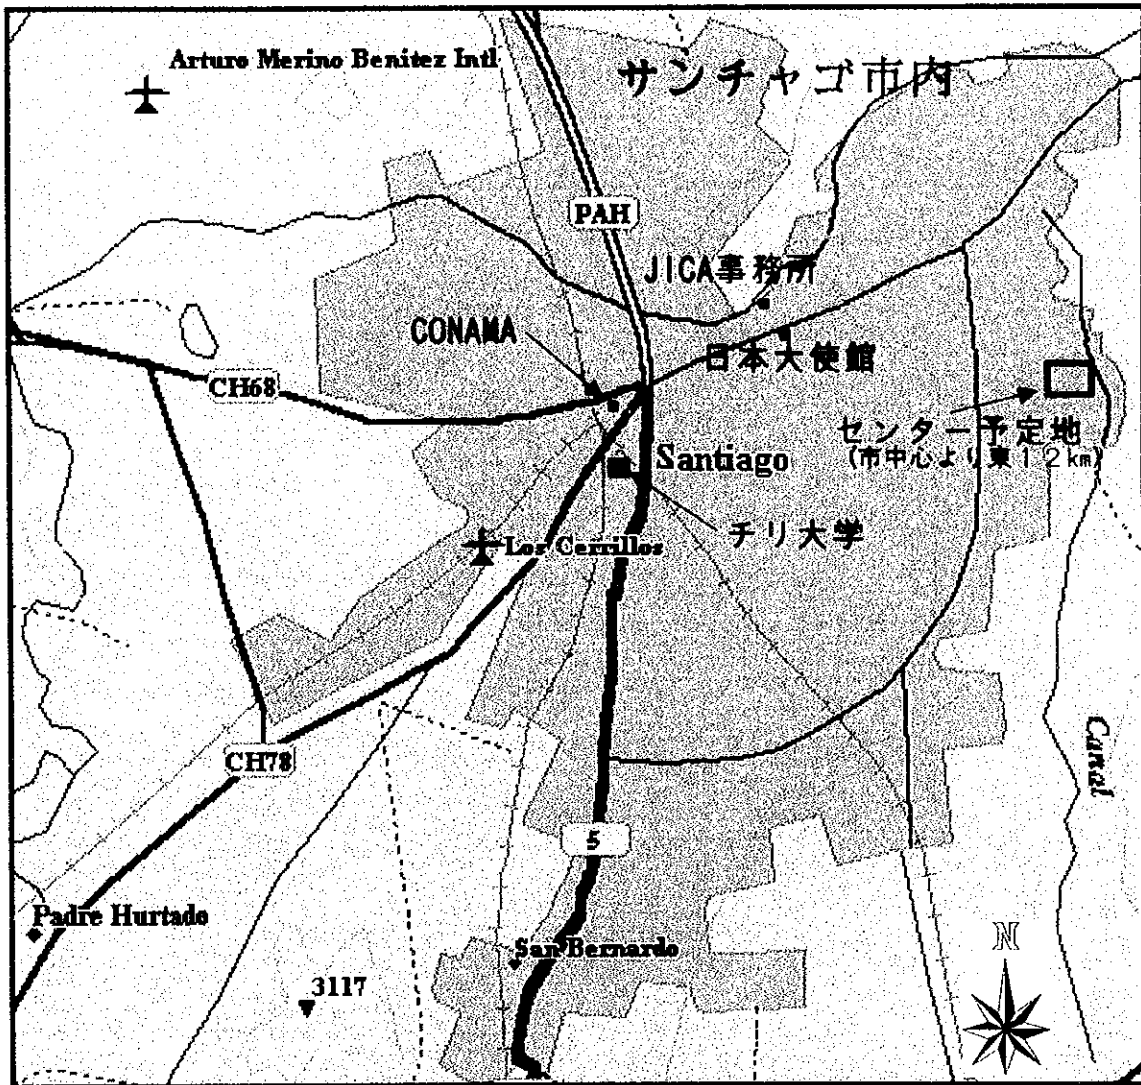 Arturo Merino Benitez Intl
サンチャゴ市内
PAH
JICA事務所
CONAMA
日本大使館
CH68
センター予定地
(市中心より東12km)
Santiago
チリ大学
Los Cerrillos
CH78
Canal
5
Padre Hurtado
San Bernardo
N
3117